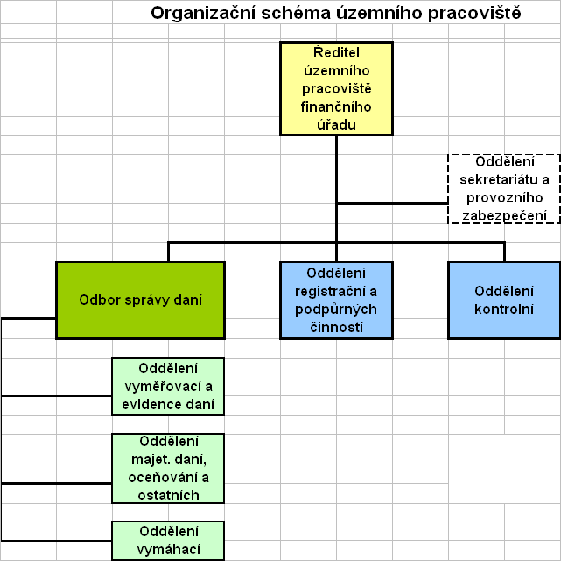 Organizační schéma územního pracoviště
Ředitel
územního
pracoviště
finančního
úřadu
Oddělení
sekretariátu a
provozního
zabezpečení
Odbor správy daní
Oddělení
registrační a
podpůrných
činností
Oddělení
kontrolní
Oddělení
vyměřovací a
evidence daní
Oddělení
majet. daní,
oceňování a
ostatních
Oddělení
vymáhací